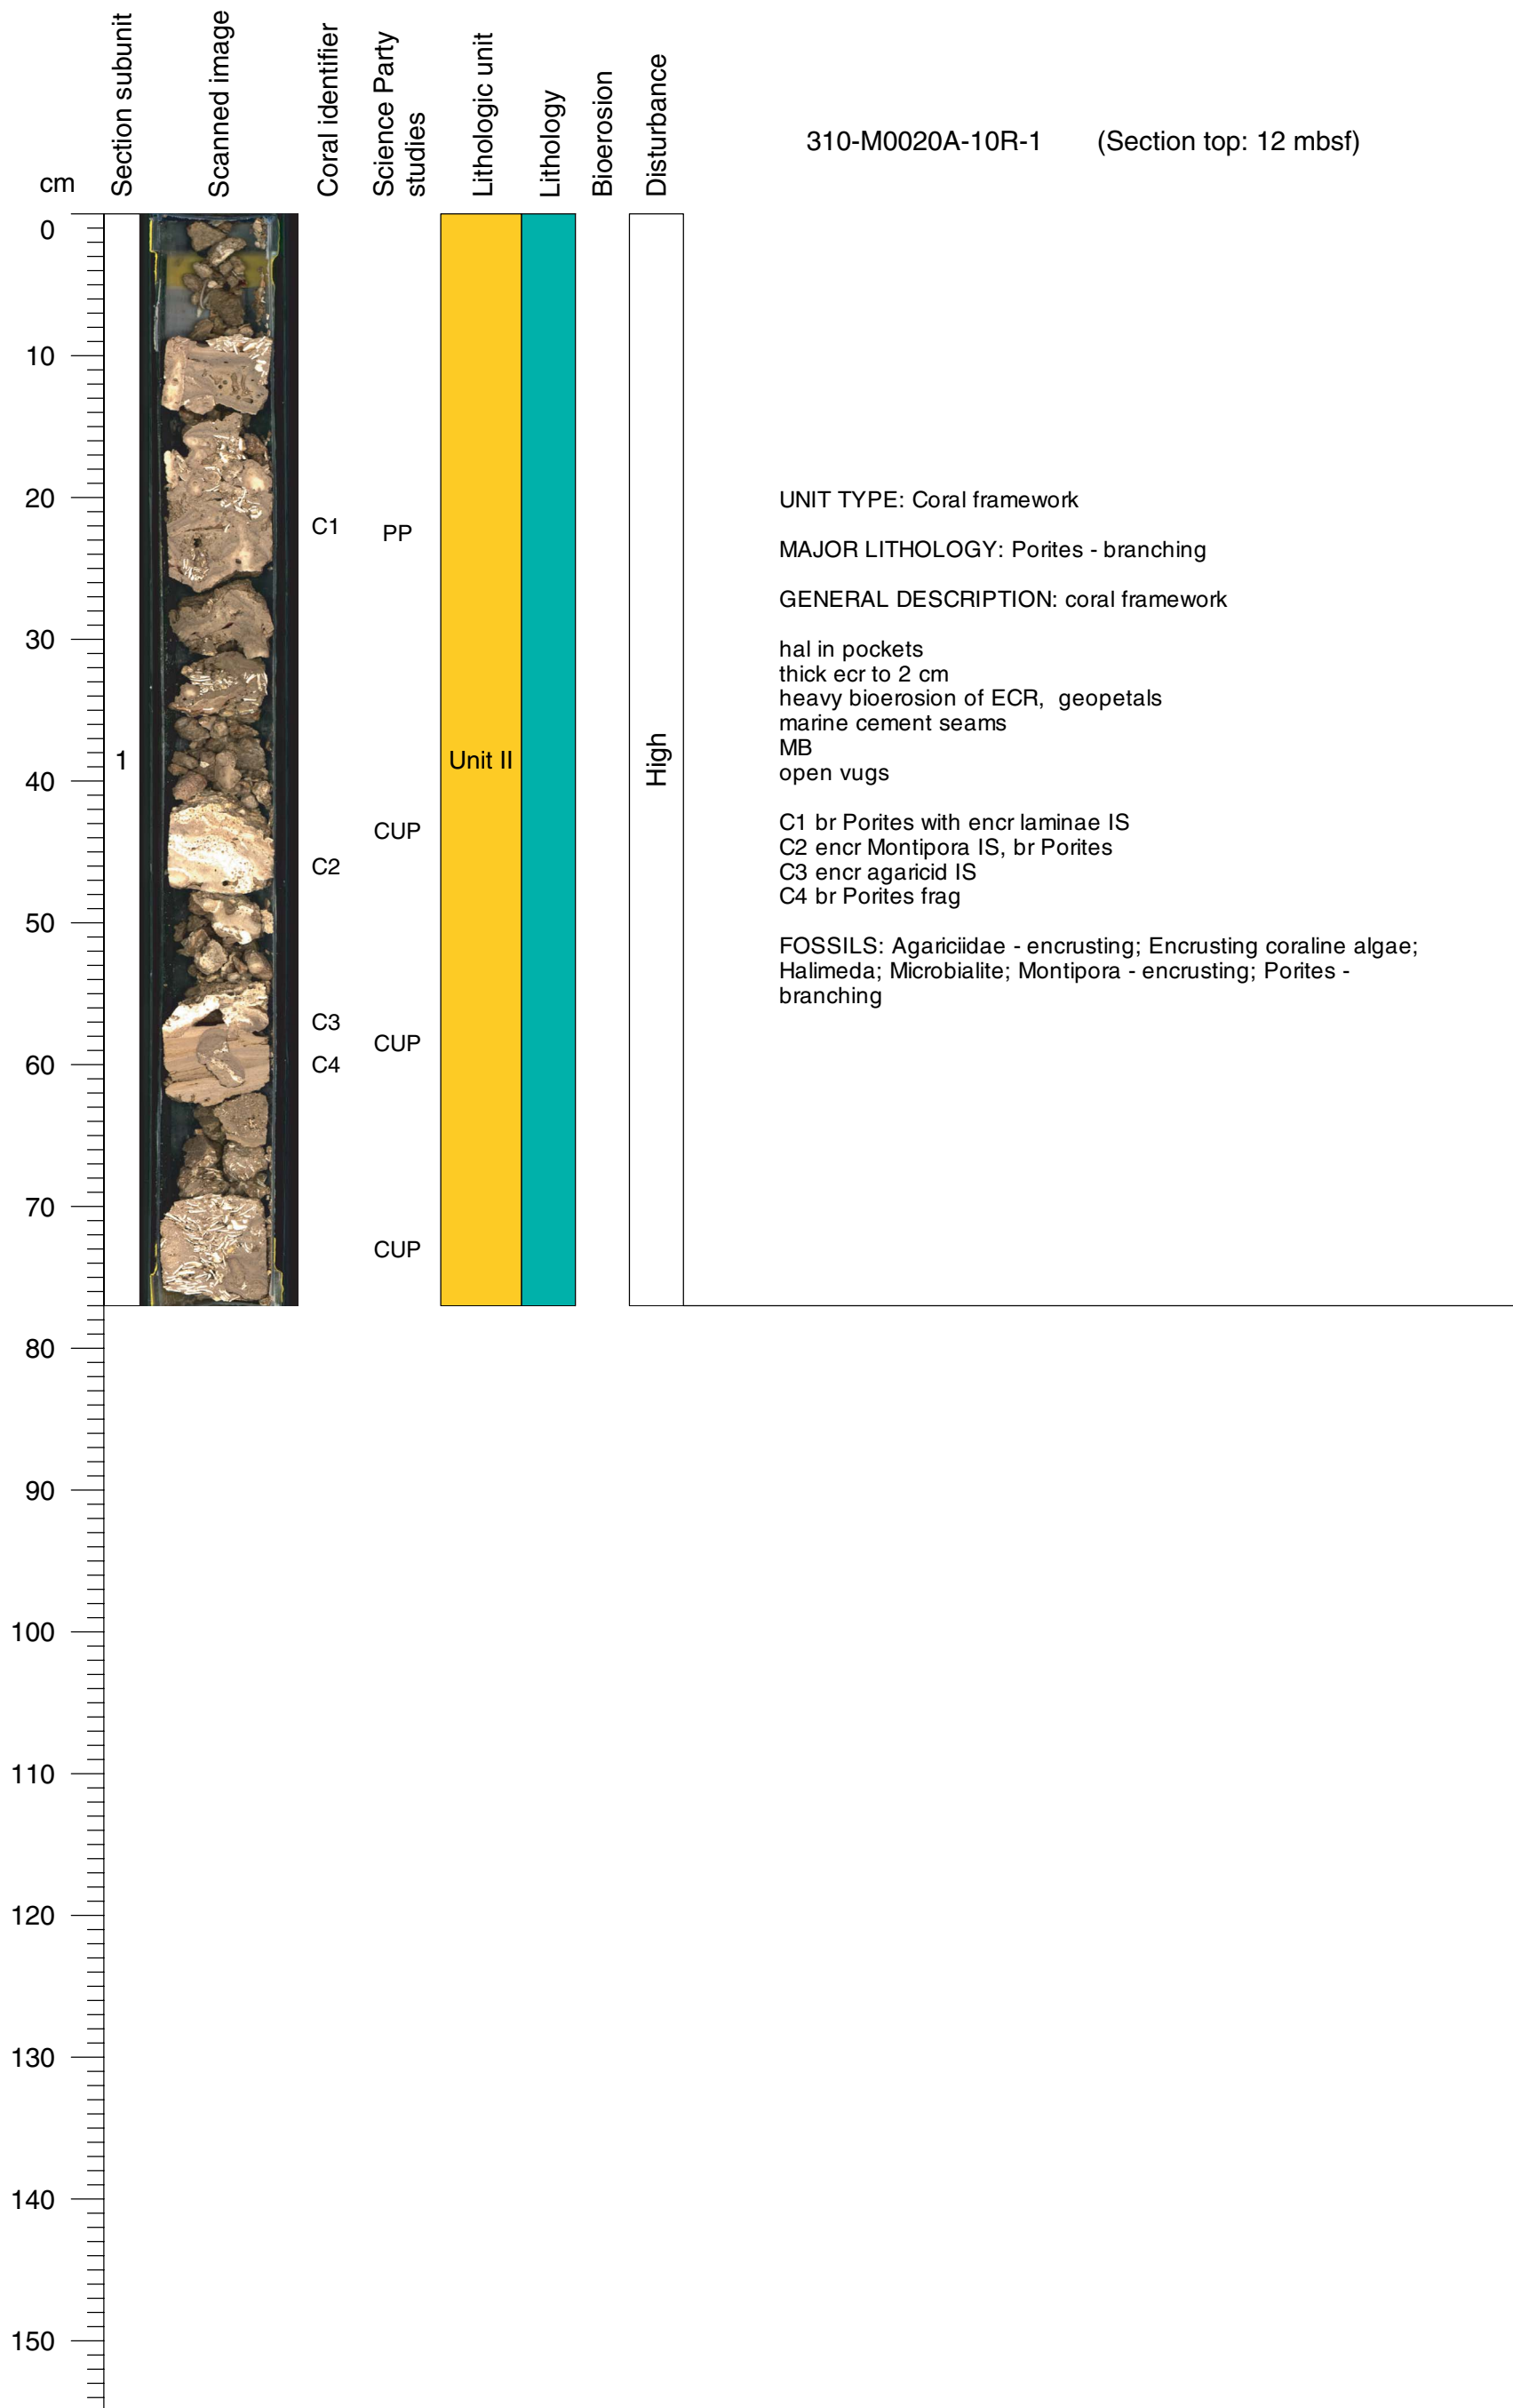 Section subunit
Scanned image
Coral identifier
Science Party
studies
Lithologic unit
Lithology
Bioerosion
Disturbance
310-M0020A-10R-1 (Section top: 12 mbsf)
cm
0
10
20
30
40
50
60
70
80
90
100
110
120
130
140
150
1
C1
C2
C3
C4
PP
CUP
CUP
CUP
Unit II
High
UNIT TYPE: Coral framework
MAJOR LITHOLOGY: Porites - branching
GENERAL DESCRIPTION: coral framework
hal in pockets
thick ecr to 2 cm
heavy bioerosion of ECR, geopetals
marine cement seams
MB
open vugs
C1 br Porites with encr laminae IS
C2 encr Montipora IS, br Porites
C3 encr agaricid IS
C4 br Porites frag
FOSSILS: Agariciidae - encrusting; Encrusting coraline algae;
Halimeda; Microbialite; Montipora - encrusting; Porites -
branching